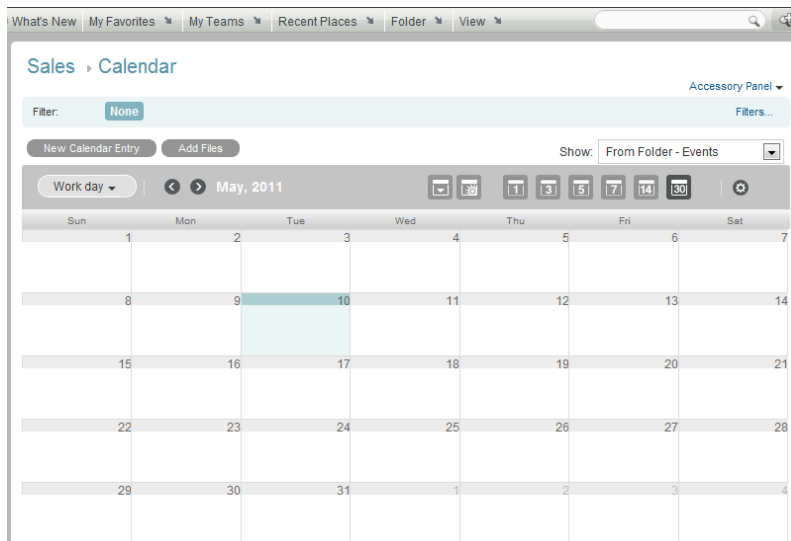 What's New My Favorites My Teams Recent Places Folder View
Sales Calendar
Accessory Panel
Filter: None Filters...
New Calendar Entry Add Files Show: From Folder - Events
Work day May, 2011 1 3 5 7 14 30
Sun Mon Tue Wed Thu Fri Sat
1 2 3 4 5 6 7
8 9 10 11 12 13 14
15 16 17 18 19 20 21
22 23 24 25 26 27 28
29 30 31 1 2 3 4